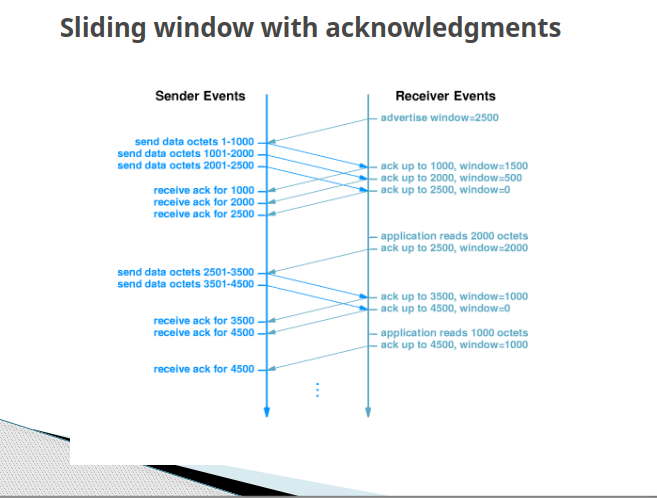 Sliding window with acknowledgments
Sender Events
Receiver Events
advertise window=2500
send data octets 1-1000
send data octets 1001-2000
send data octets 2001-2500
ack up to 1000, window=1500
ack up to 2000, window=500
ack up to 2500, window=0
receive ack for 1000
receive ack for 2000
receive ack for 2500
application reads 2000 octets
ack up to 2500, window=2000
send data octets 2501-3500
send data octets 3501-4500
ack up to 3500, window=1000
ack up to 4500, window=0
receive ack for 3500
receive ack for 4500
application reads 1000 octets
ack up to 4500, window=1000
receive ack for 4500